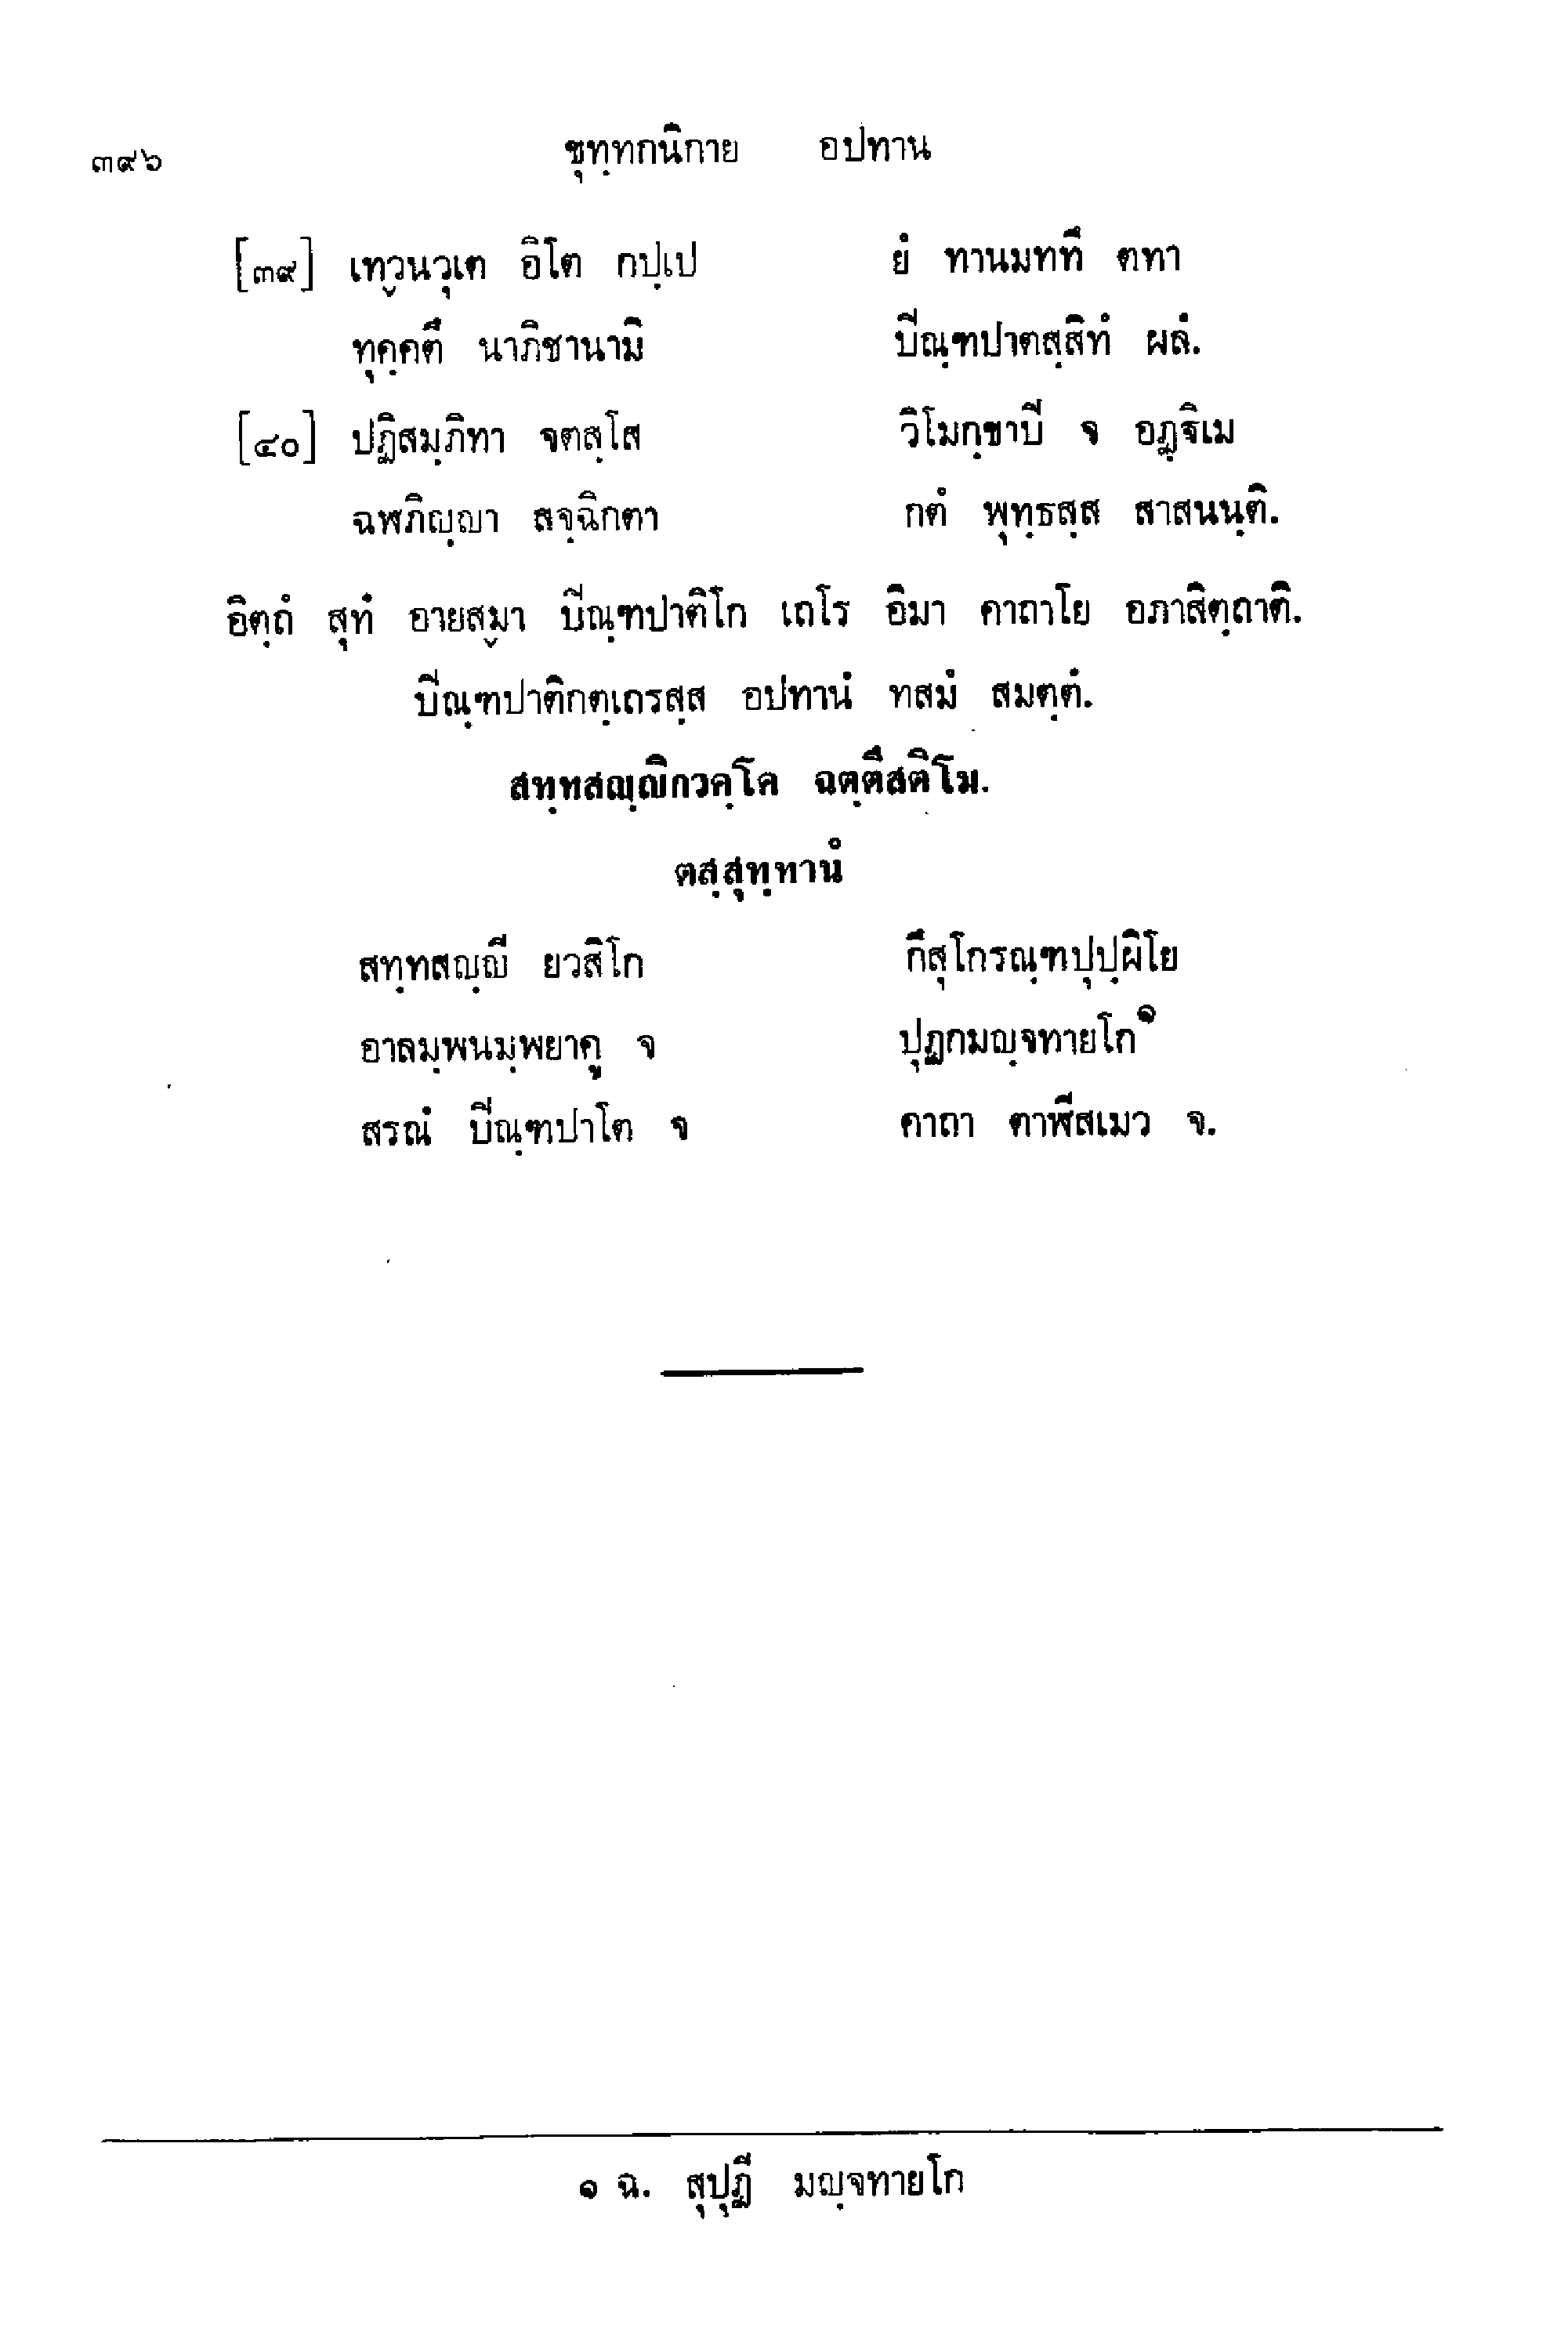 ๓๙๖ ขุทฺทกนิกาย อปทาน
[๓๙] เทฺวนวุเต อิโต กปฺเป ยํ ทานมททึ ตทา
ทุคฺคตึ นาภิชานามิ ปิณฺฑปาตสฺสิทํ ผลํ.
[๔๐] ปฏิสมฺภิทา จตสฺโส วิโมกฺขาปิ จ อฏฺฐิเม
ฉฬภิญฺญา สจฺฉิกตา กตํ พุทฺธสฺส สาสนนฺติ.
อิตฺถํ สุทํ อายสฺมา ปิณฺฑปาติโก เถโร อิมา คาถาโย อภาสิตฺถาติ.
ปิณฺฑปาติกตฺเถรสฺส อปทานํ ทสมํ สมตฺตํ.
สทฺทสญฺญิกวคฺโค ฉตฺตึสติโม.
ตสฺสุทฺทานํ
สทฺทสญฺญี ยวสิโก กึสุโกรณฺฑปุปฺผิโย
อาลมฺพนมฺพยาคู จ ปุฏกมญฺจทายโก๑
สรณํ ปิณฺฑปาโต จ คาถา ตาฬีสเมว จ.
๑ ฉ. สุปุฏี มญฺจทายโก